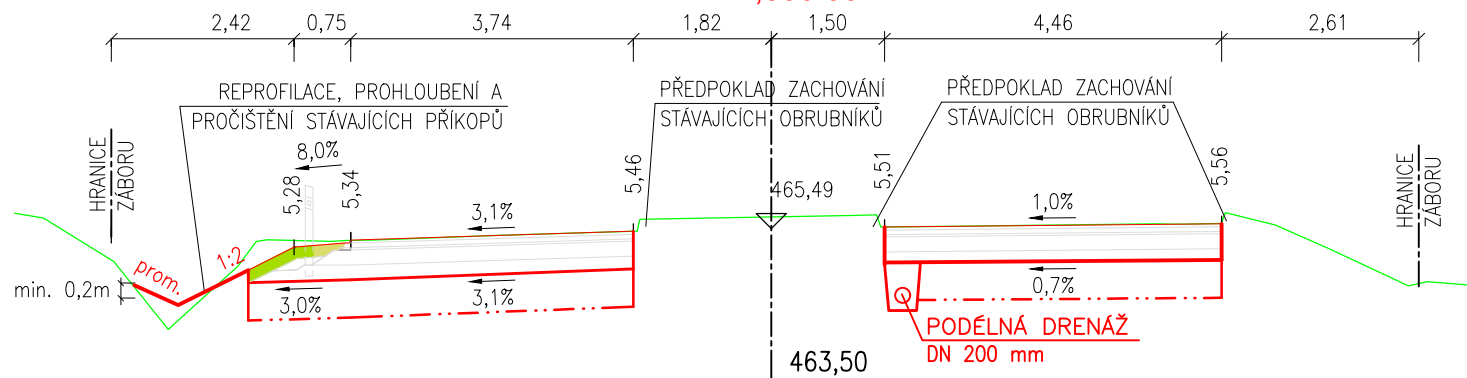 2,42
0,75
3,74
1,82
1,50
4,46
2,61
REPROFILACE, PROHLOUBENÍ A
PROČIŠTĚNÍ STÁVAJÍCÍCH PŘÍKOPŮ
PŘEDPOKLAD ZACHOVÁNÍ
STÁVAJÍCÍCH OBRUBNÍKŮ
PŘEDPOKLAD ZACHOVÁNÍ
STÁVAJÍCÍCH OBRUBNÍKŮ
HRANICE
ZÁBORU
8,0%
5,28
5,34
5,46
465,49
5,51
5,56
HRANICE
ZÁBORU
3,1%
1,0%
prom.
1:2
min. 0,2m
3,0%
3,1%
0,7%
PODÉLNÁ DRENÁŽ
DN 200 mm
463,50